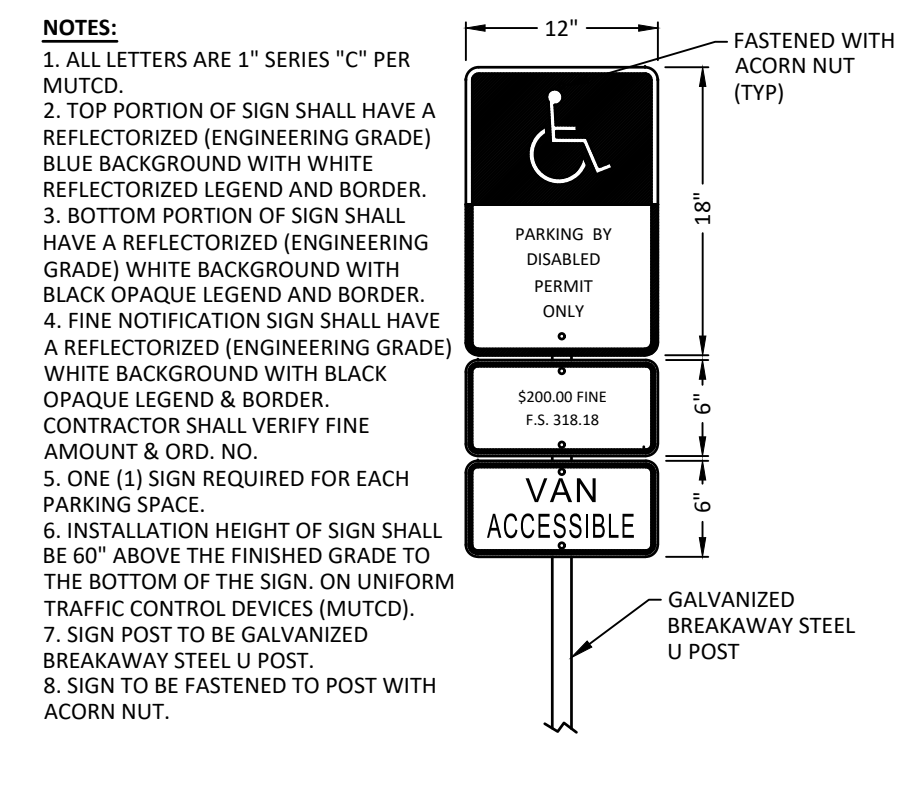 NOTES:
1. ALL LETTERS ARE 1" SERIES "C" PER
MUTCD.
2. TOP PORTION OF SIGN SHALL HAVE A
REFLECTORIZED (ENGINEERING GRADE)
BLUE BACKGROUND WITH WHITE
REFLECTORIZED LEGEND AND BORDER.
3. BOTTOM PORTION OF SIGN SHALL
HAVE A REFLECTORIZED (ENGINEERING
GRADE) WHITE BACKGROUND WITH
BLACK OPAQUE LEGEND AND BORDER.
4. FINE NOTIFICATION SIGN SHALL HAVE
A REFLECTORIZED (ENGINEERING GRADE)
WHITE BACKGROUND WITH BLACK
OPAQUE LEGEND & BORDER.
CONTRACTOR SHALL VERIFY FINE
AMOUNT & ORD. NO.
5. ONE (1) SIGN REQUIRED FOR EACH
PARKING SPACE.
6. INSTALLATION HEIGHT OF SIGN SHALL
BE 60" ABOVE THE FINISHED GRADE TO
THE BOTTOM OF THE SIGN. ON UNIFORM
TRAFFIC CONTROL DEVICES (MUTCD).
7. SIGN POST TO BE GALVANIZED
BREAKAWAY STEEL U POST.
8. SIGN TO BE FASTENED TO POST WITH
ACORN NUT.
12"
FASTENED WITH
ACORN NUT
(TYP)
18"
PARKING BY
DISABLED
PERMIT
ONLY
$200.00 FINE
F.S. 318.18
6"
VAN
ACCESSIBLE
6"
GALVANIZED
BREAKAWAY STEEL
U POST